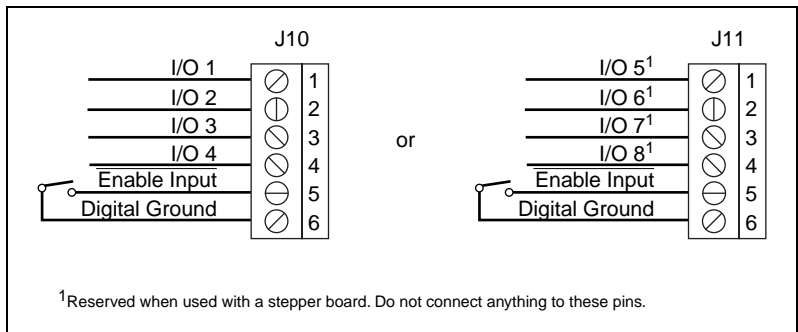 J10
I/O 1
1
I/O 2
2
I/O 3
3
I/O 4
4
Enable Input
5
Digital Ground
6
or
J11
I/O 5¹
1
I/O 6¹
2
I/O 7¹
3
I/O 8¹
4
Enable Input
5
Digital Ground
6
¹Reserved when used with a stepper board. Do not connect anything to these pins.